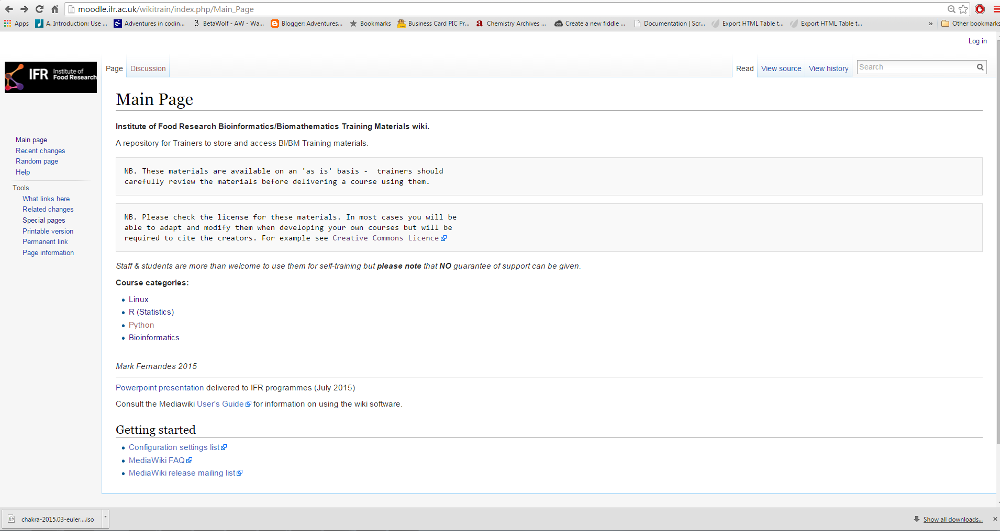 moodle.ifr.ac.uk/wikitrain/index.php/Main_Page
Apps A. Introduction: Use ... Adventures in codin... BetaWolf - AW - Wa... Blogger: Adventures... Bookmarks Business Card PIC Pr... Chemistry Archives ... Create a new fiddle ... Documentation | Scr... Export HTML Table t... Export HTML Table t... » Other bookmarks
Log in
IFR Institute of
Food Research
Page Discussion Read View source View history Search
Main Page
Institute of Food Research Bioinformatics/Biomathematics Training Materials wiki.
A repository for Trainers to store and access BI/BM Training materials.
NB. These materials are available on an 'as is' basis -  trainers should
carefully review the materials before delivering a course using them.
NB. Please check the license for these materials. In most cases you will be
able to adapt and modify them when developing your own courses but will be
required to cite the creators. For example see Creative Commons Licence
Staff & students are more than welcome to use them for self-training but please note that NO guarantee of support can be given.
Course categories:
Linux
R (Statistics)
Python
Bioinformatics
Mark Fernandes 2015
Powerpoint presentation delivered to IFR programmes (July 2015)
Consult the Mediawiki User's Guide for information on using the wiki software.
Getting started
Configuration settings list
MediaWiki FAQ
MediaWiki release mailing list
Main page
Recent changes
Random page
Help
Tools
What links here
Related changes
Special pages
Printable version
Permanent link
Page information
chakra-2015.03-euler....iso
Show all downloads...